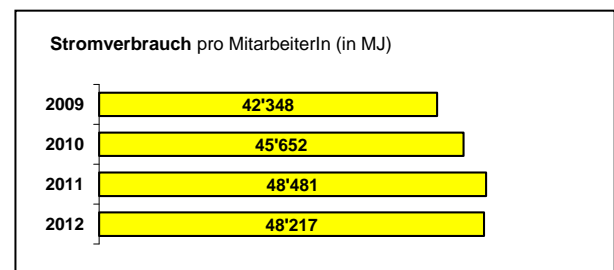 Stromverbrauch pro MitarbeiterIn (in MJ)
2009 42'348
2010 45'652
2011 48'481
2012 48'217